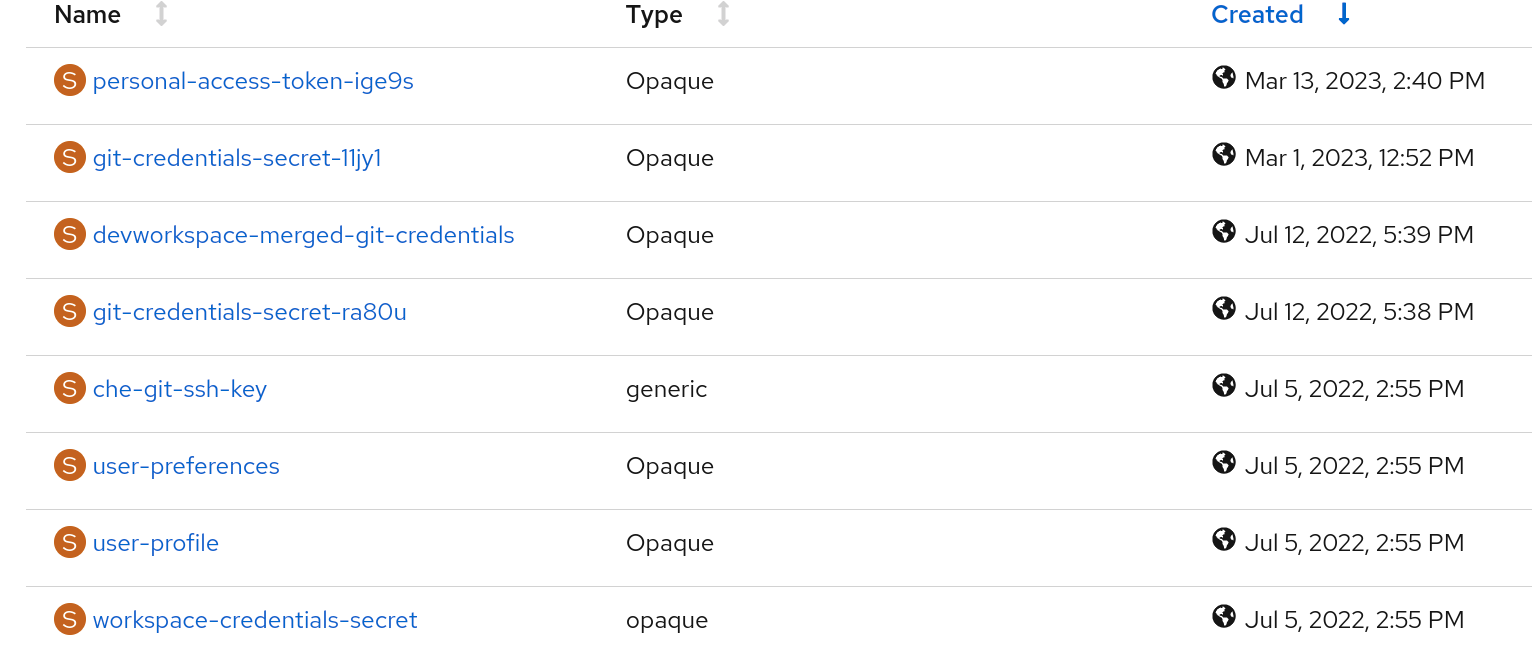 Name Type Created
S personal-access-token-ige9s Opaque Mar 13, 2023, 2:40 PM
S git-credentials-secret-11jy1 Opaque Mar 1, 2023, 12:52 PM
S devworkspace-merged-git-credentials Opaque Jul 12, 2022, 5:39 PM
S git-credentials-secret-ra80u Opaque Jul 12, 2022, 5:38 PM
S che-git-ssh-key generic Jul 5, 2022, 2:55 PM
S user-preferences Opaque Jul 5, 2022, 2:55 PM
S user-profile Opaque Jul 5, 2022, 2:55 PM
S workspace-credentials-secret opaque Jul 5, 2022, 2:55 PM